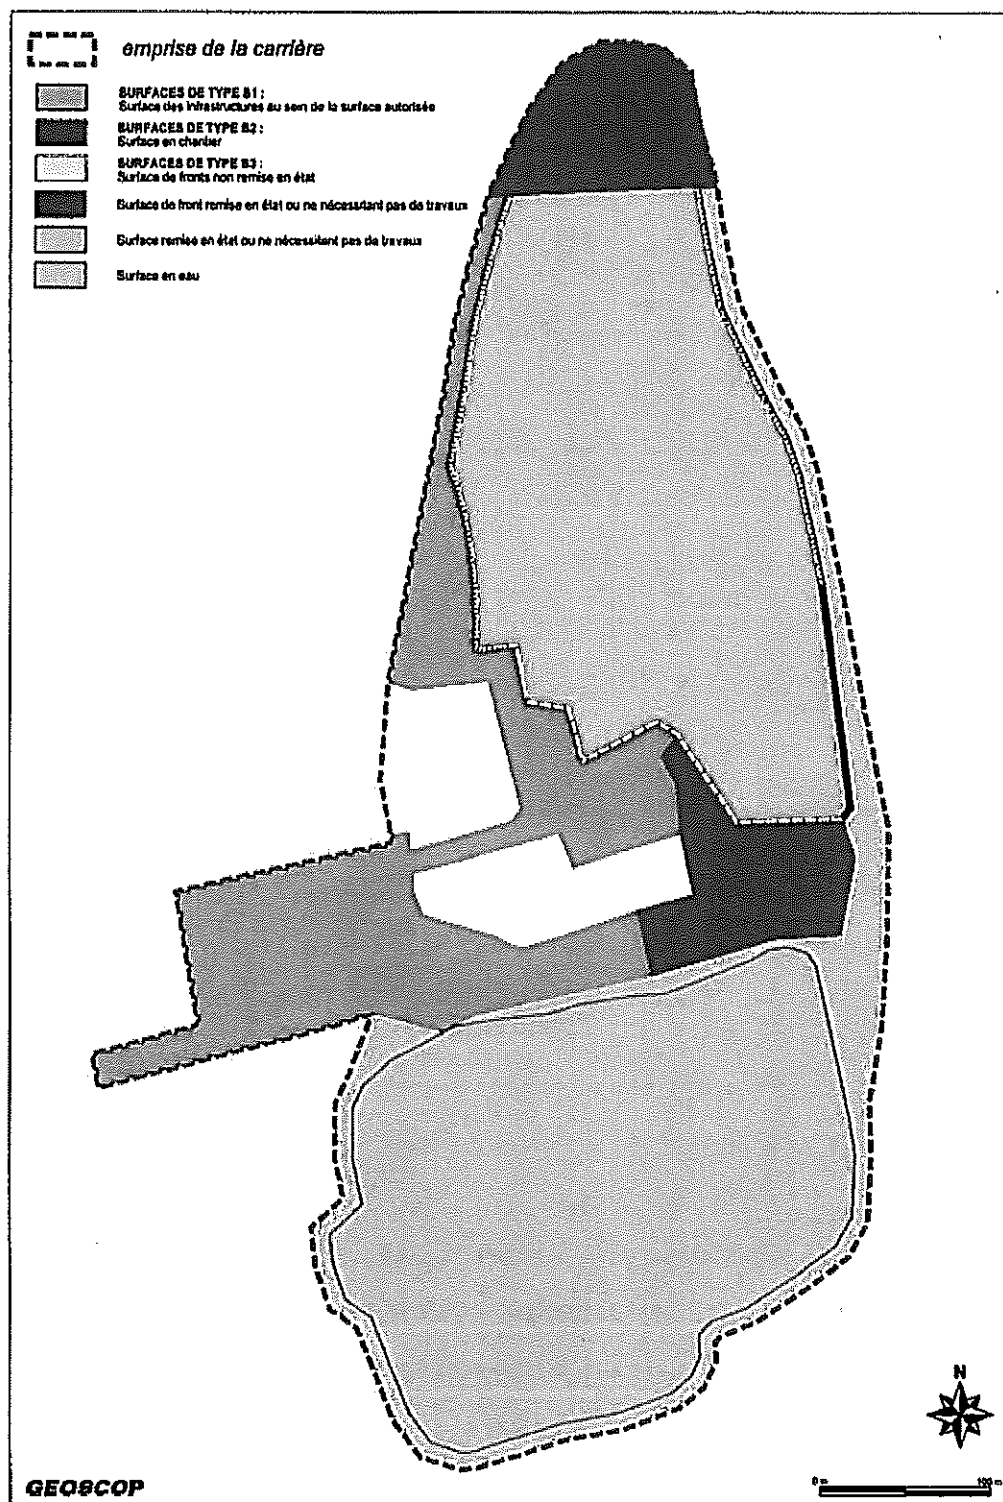 emprise de la carrière
SURFACES DE TYPE S1 :
Surface des infrastructures au sein de la surface autorisée
SURFACES DE TYPE S2 :
Surface en chantier
SURFACES DE TYPE S3 :
Surface de fronts non remise en état
Surface de front remise en état ou ne nécessitant pas de travaux
Surface remise en état ou ne nécessitant pas de travaux
Surface en eau
N
GEOSCOP
0 m 100 m